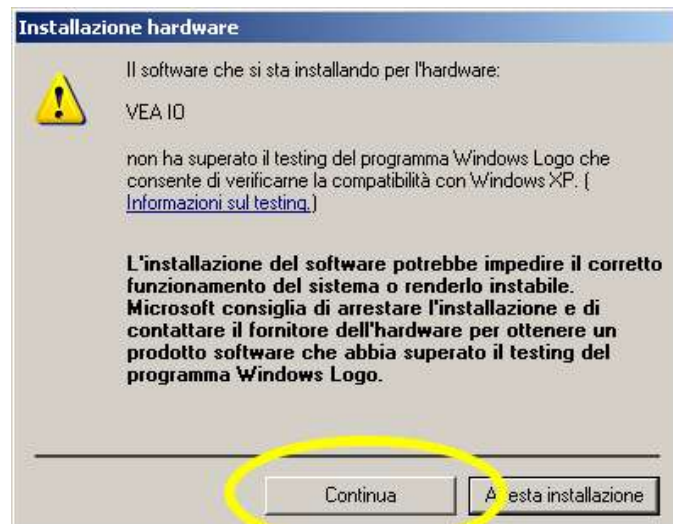 Installazione hardware
Il software che si sta installando per l'hardware:
VEA IO
non ha superato il testing del programma Windows Logo che
consente di verificarne la compatibilità con Windows XP. (
Informazioni sul testing.)
L'installazione del software potrebbe impedire il corretto
funzionamento del sistema o renderlo instabile.
Microsoft consiglia di arrestare l'installazione e di
contattare il fornitore dell'hardware per ottenere un
prodotto software che abbia superato il testing del
programma Windows Logo.
Continua
Arresta installazione